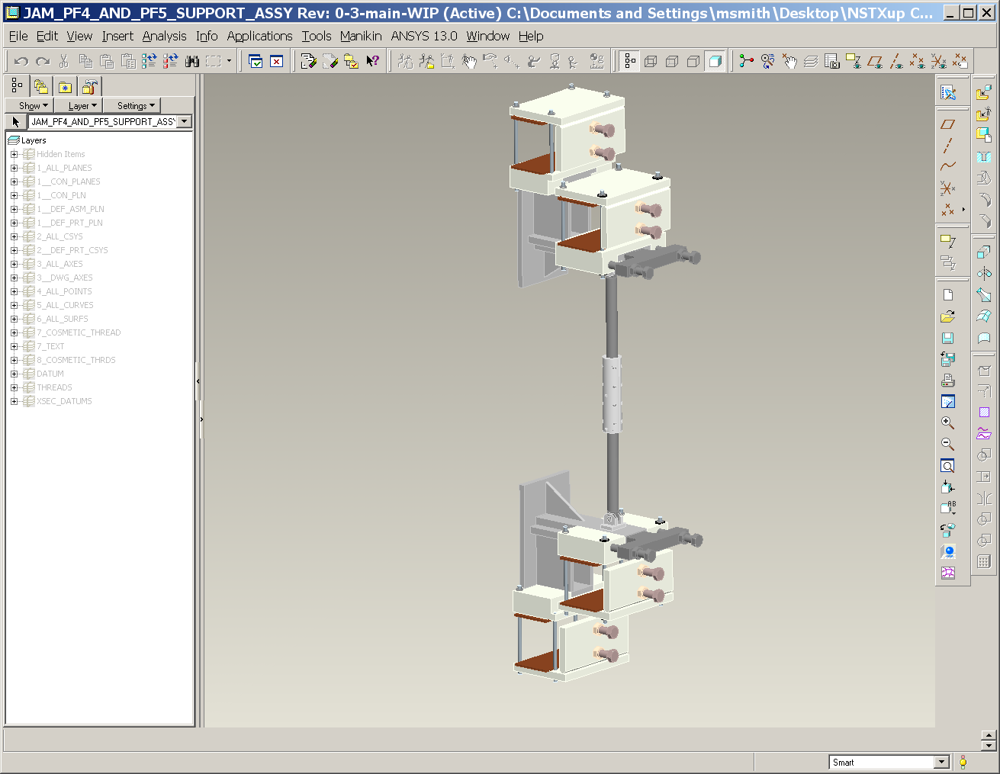 JAM_PF4_AND_PF5_SUPPORT_ASSY Rev: 0-3-main-WIP (Active) C:\Documents and Settings\msmith\Desktop\NSTXup C...
File Edit View Insert Analysis Info Applications Tools Manikin ANSYS 13.0 Window Help
Show Layer Settings
JAM_PF4_AND_PF5_SUPPORT_ASSY
Layers
Hidden Items
1_ALL_PLANES
1__CON_PLANES
1__CON_PLN
1__DEF_ASM_PLN
1__DEF_PRT_PLN
2_ALL_CSYS
2__DEF_PRT_CSYS
3_ALL_AXES
3__DWG_AXES
4_ALL_POINTS
5_ALL_CURVES
6_ALL_SURFS
7_COSMETIC_THREAD
7_TEXT
8_COSMETIC_THRDS
DATUM
THREADS
XSEC_DATUMS
AB
Smart